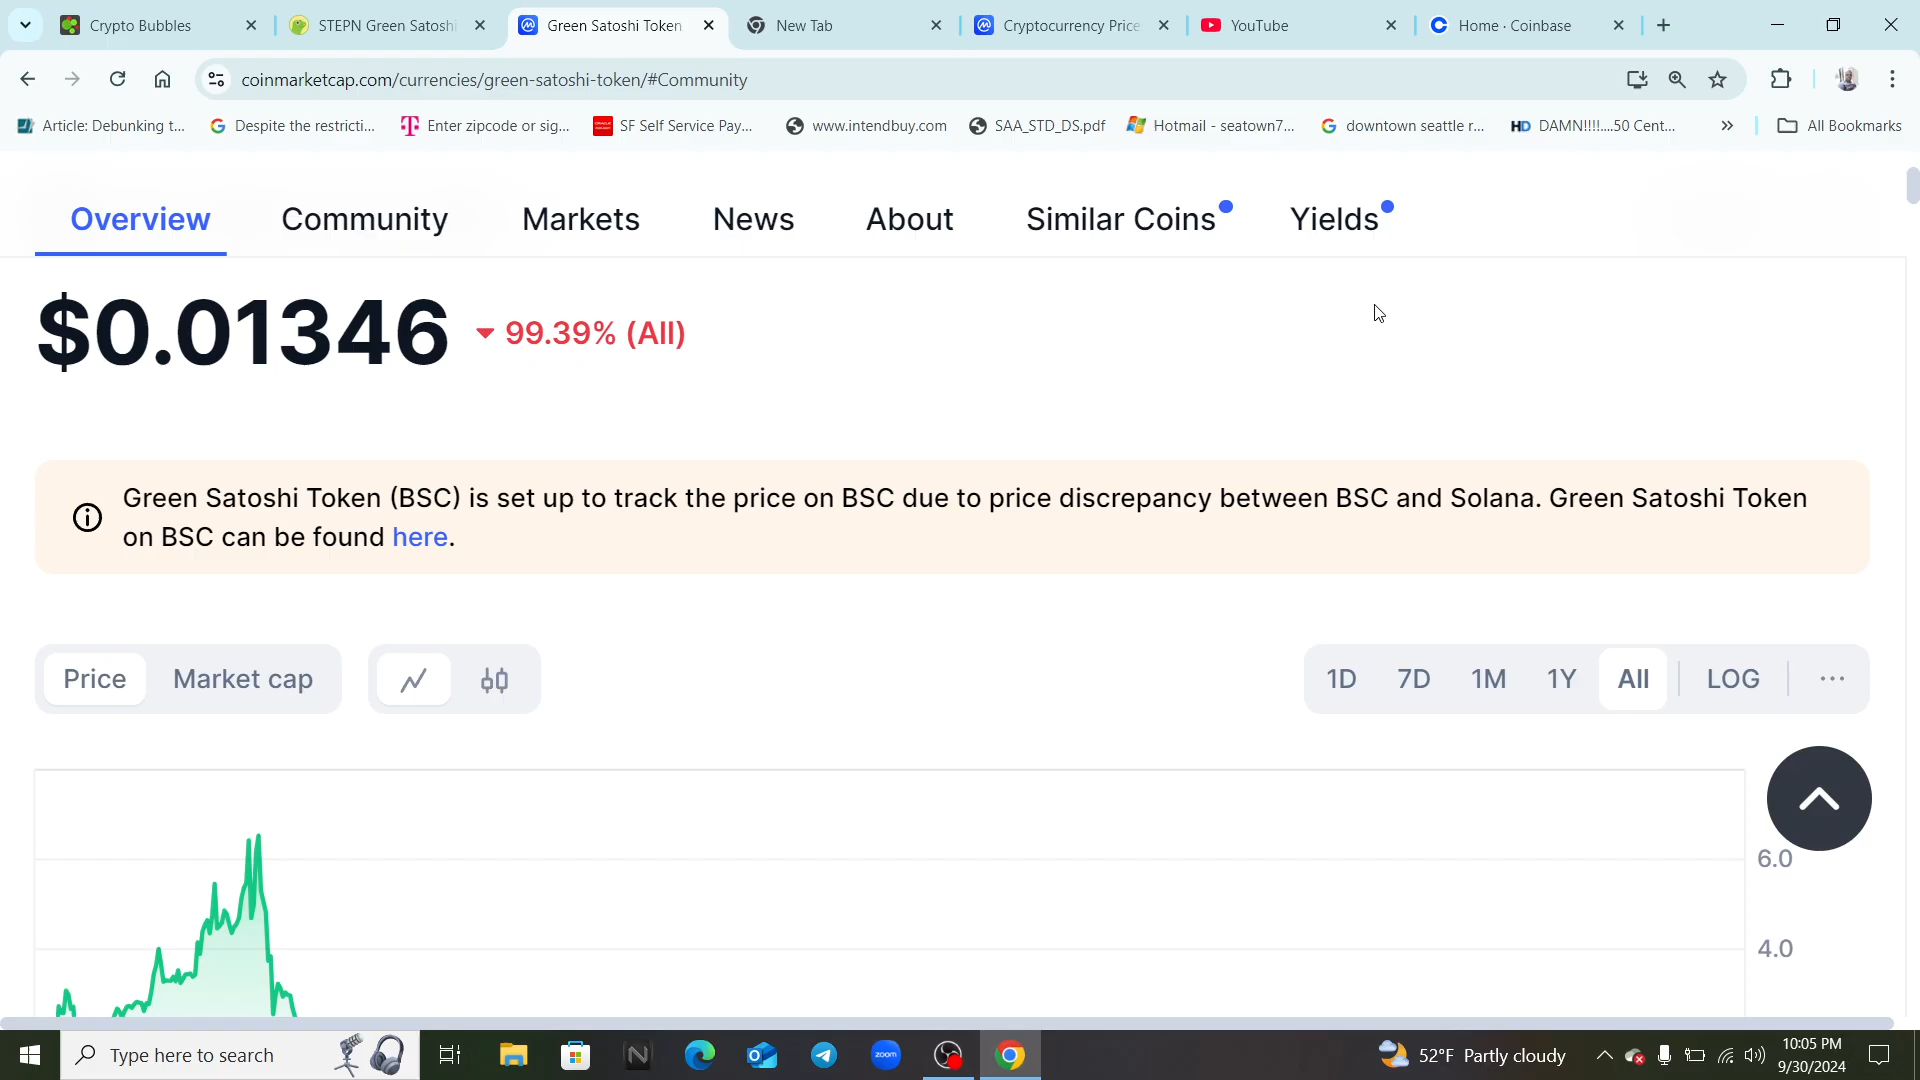 Crypto Bubbles
STEPN Green Satoshi
Green Satoshi Token
New Tab
Cryptocurrency Price
YouTube
Home · Coinbase
coinmarketcap.com/currencies/green-satoshi-token/#Community
Article: Debunking t...
Despite the restricti...
Enter zipcode or sig...
SF Self Service Pay...
www.intendbuy.com
SAA_STD_DS.pdf
Hotmail - seatown7...
downtown seattle r...
HD DAMN!!!!....50 Cent...
All Bookmarks
Overview
Community
Markets
News
About
Similar Coins
Yields
$0.01346
99.39% (All)
Green Satoshi Token (BSC) is set up to track the price on BSC due to price discrepancy between BSC and Solana. Green Satoshi Token
on BSC can be found here.
Price
Market cap
1D
7D
1M
1Y
All
LOG
6.0
4.0
Type here to search
zoom
52°F Partly cloudy
10:05 PM
9/30/2024